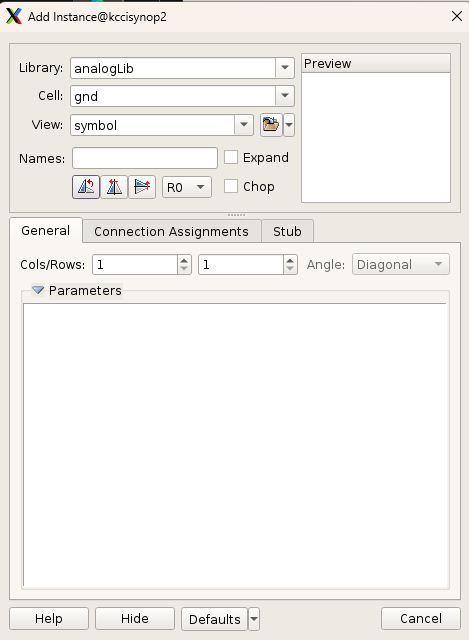 Add Instance@kccisynop2
Library: analogLib
Preview
Cell: gnd
View: symbol
Names:
Expand
R0
Chop
General
Connection Assignments
Stub
Cols/Rows: 1 1 Angle: Diagonal
Parameters
Help
Hide
Defaults
Cancel